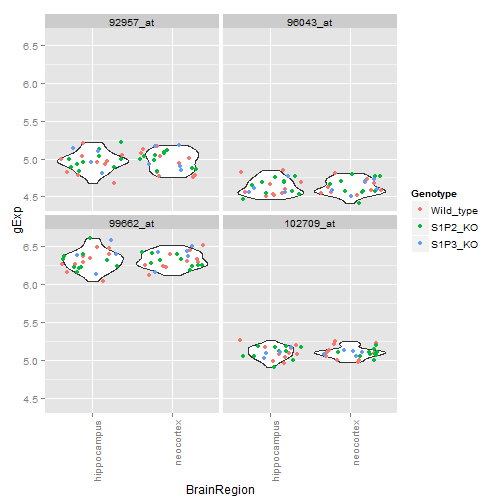 92957_at
96043_at
6.5
6.0
5.5
5.0
4.5
99662_at
102709_at
6.5
6.0
5.5
5.0
4.5
gExp
hippocampus
neocortex
hippocampus
neocortex
BrainRegion
Genotype
Wild_type
S1P2_KO
S1P3_KO